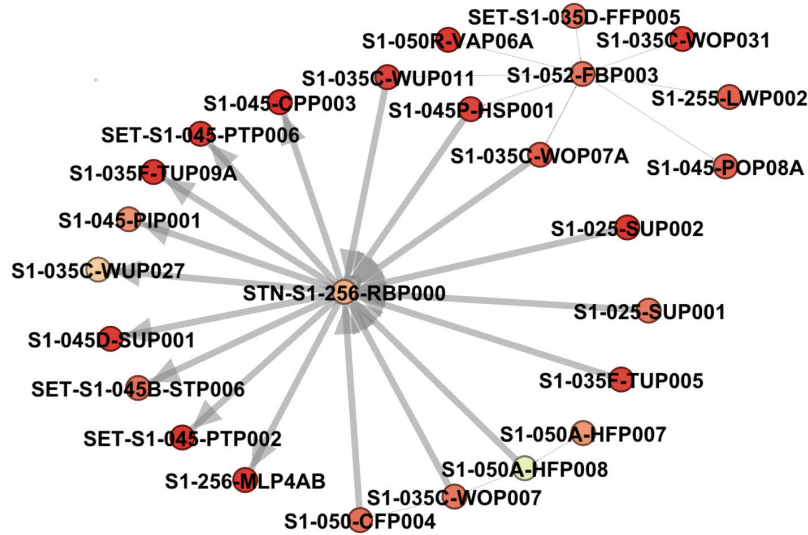 SET-S1-035D-FFP005
S1-050R-VAP06A
S1-035C-WOP031
S1-035C-WUP011
S1-052-FBP003
S1-045-CPP003
S1-045P-HSP001
S1-255-LWP002
SET-S1-045-PTP006
S1-035C-WOP07A
S1-045-POP08A
S1-035F-TUP09A
S1-045-PIP001
S1-025-SUP002
S1-035C-WUP027
STN-S1-256-RBP000
S1-025-SUP001
S1-045D-SUP001
S1-035F-TUP005
SET-S1-045B-STP006
SET-S1-045-PTP002
S1-050A-HFP007
S1-050A-HFP008
S1-256-MLP4AB
S1-035C-WOP007
S1-050-CFP004